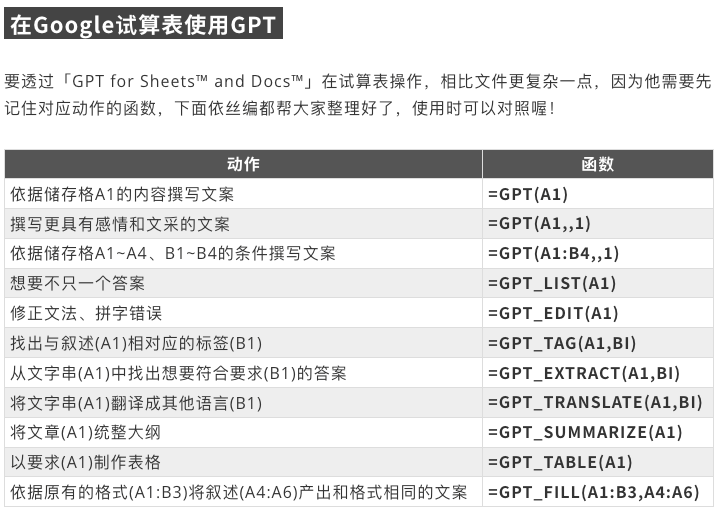 在Google试算表使用GPT
要透过「GPT for Sheets™ and Docs™」在试算表操作，相比文件更复杂一点，因为他需要先
记住对应动作的函数，下面依丝编都帮大家整理好了，使用时可以对照喔！
动作 函数
依据储存格A1的内容撰写文案 =GPT(A1)
撰写更具有感情和文采的文案 =GPT(A1,,1)
依据储存格A1~A4、B1~B4的条件撰写文案 =GPT(A1:B4,,1)
想要不只一个答案 =GPT_LIST(A1)
修正文法、拼字错误 =GPT_EDIT(A1)
找出与叙述(A1)相对应的标签(B1) =GPT_TAG(A1,BI)
从文字串(A1)中找出想要符合要求(B1)的答案 =GPT_EXTRACT(A1,BI)
将文字串(A1)翻译成其他语言(B1) =GPT_TRANSLATE(A1,BI)
将文章(A1)统整大纲 =GPT_SUMMARIZE(A1)
以要求(A1)制作表格 =GPT_TABLE(A1)
依据原有的格式(A1:B3)将叙述(A4:A6)产出和格式相同的文案 =GPT_FILL(A1:B3,A4:A6)